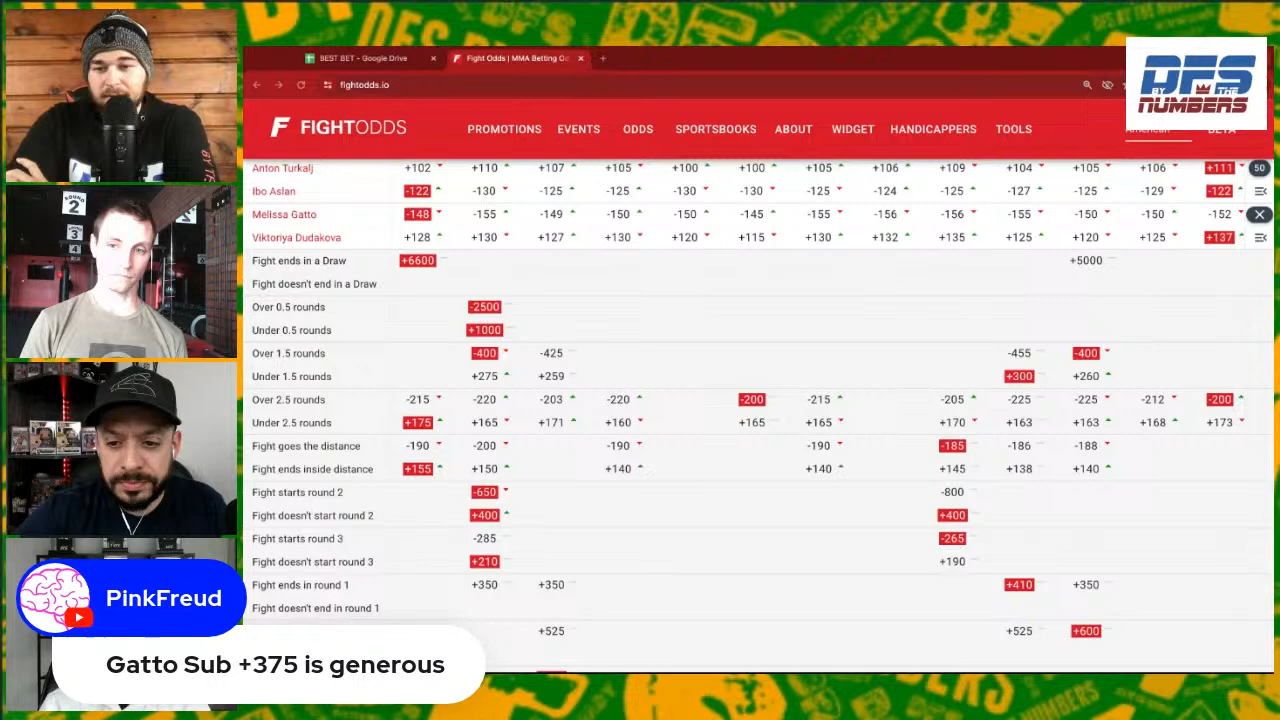 BEST BET - Google Drive
Fight Odds | MMA Betting Od
fightodds.io
DFS
BY THE
NUMBERS
FIGHTODDS
PROMOTIONS EVENTS ODDS SPORTSBOOKS ABOUT WIDGET HANDICAPPERS TOOLS
Anton Turkalj +102 +110 +107 +105 +100 +100 +105 +106 +109 +104 +105 +106 +111 50
Ibo Aslan -122 -130 -125 -125 -130 -130 -125 -124 -125 -127 -125 -129 -122
Melissa Gatto -148 -155 -149 -150 -150 -145 -155 -156 -156 -155 -150 -150 -152
Viktoriya Dudakova +128 +130 +127 +130 +120 +115 +130 +132 +135 +125 +120 +125 +137
Fight ends in a Draw +6600 +5000
Fight doesn't end in a Draw
Over 0.5 rounds -2500
Under 0.5 rounds +1000
Over 1.5 rounds -400 -425 -455 -400
Under 1.5 rounds +275 +259 +300 +260
Over 2.5 rounds -215 -220 -203 -220 -200 -215 -205 -225 -225 -212 -200
Under 2.5 rounds +175 +165 +171 +160 +165 +165 +170 +163 +163 +168 +173
Fight goes the distance -190 -200 -190 -190 -185 -186 -188
Fight ends inside distance +155 +150 +140 +140 +145 +138 +140
Fight starts round 2 -650 -800
Fight doesn't start round 2 +400 +400
Fight starts round 3 -285 -265
Fight doesn't start round 3 +210 +190
Fight ends in round 1 +350 +350 +410 +350
Fight doesn't end in round 1
+525 +525 +600
ROUND
2
PinkFreud
Gatto Sub +375 is generous